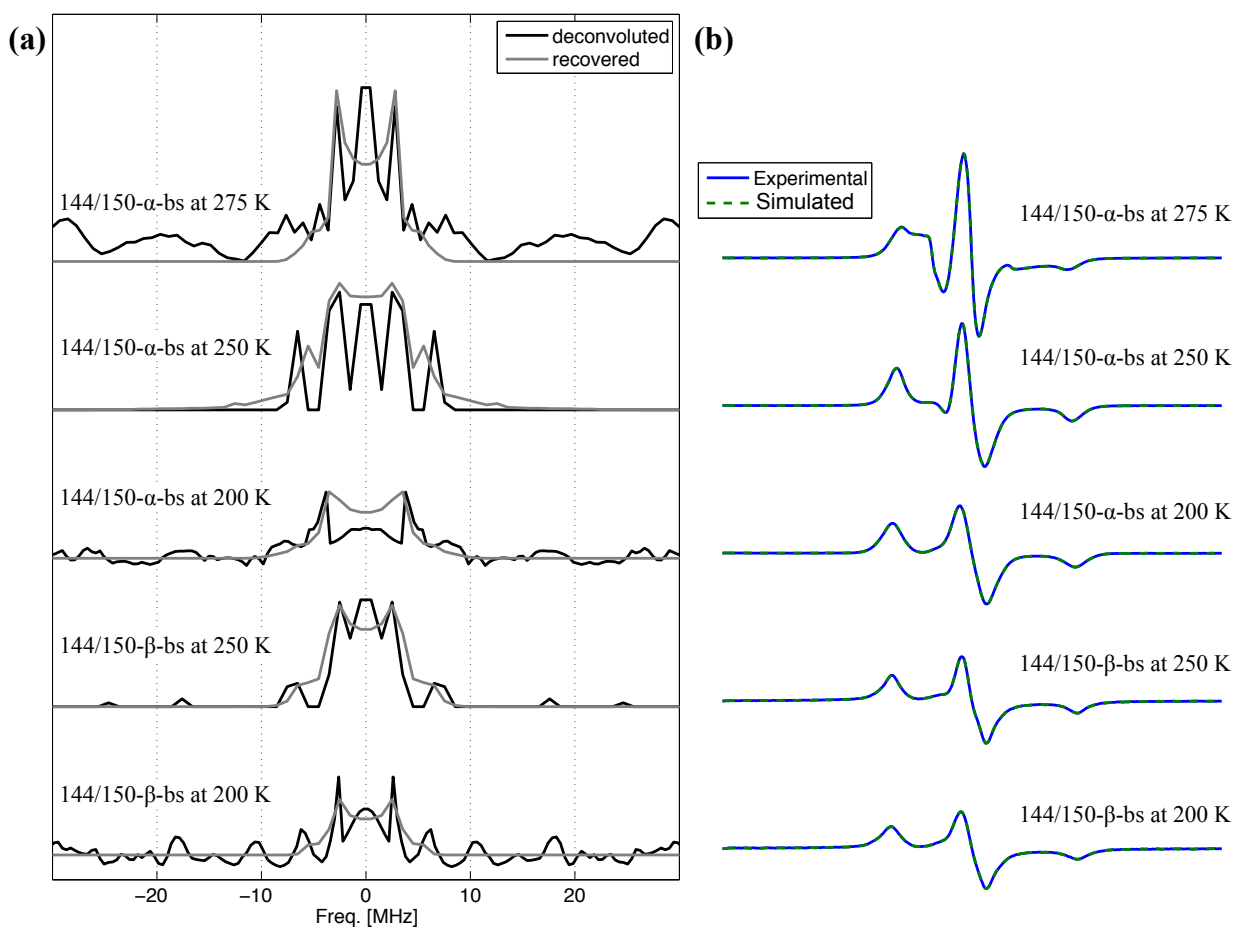 (a)
deconvoluted
recovered
144/150-α-bs at 275 K
144/150-α-bs at 250 K
144/150-α-bs at 200 K
144/150-β-bs at 250 K
144/150-β-bs at 200 K
−20 −10 0 10 20
Freq. [MHz]
(b)
Experimental
Simulated
144/150-α-bs at 275 K
144/150-α-bs at 250 K
144/150-α-bs at 200 K
144/150-β-bs at 250 K
144/150-β-bs at 200 K